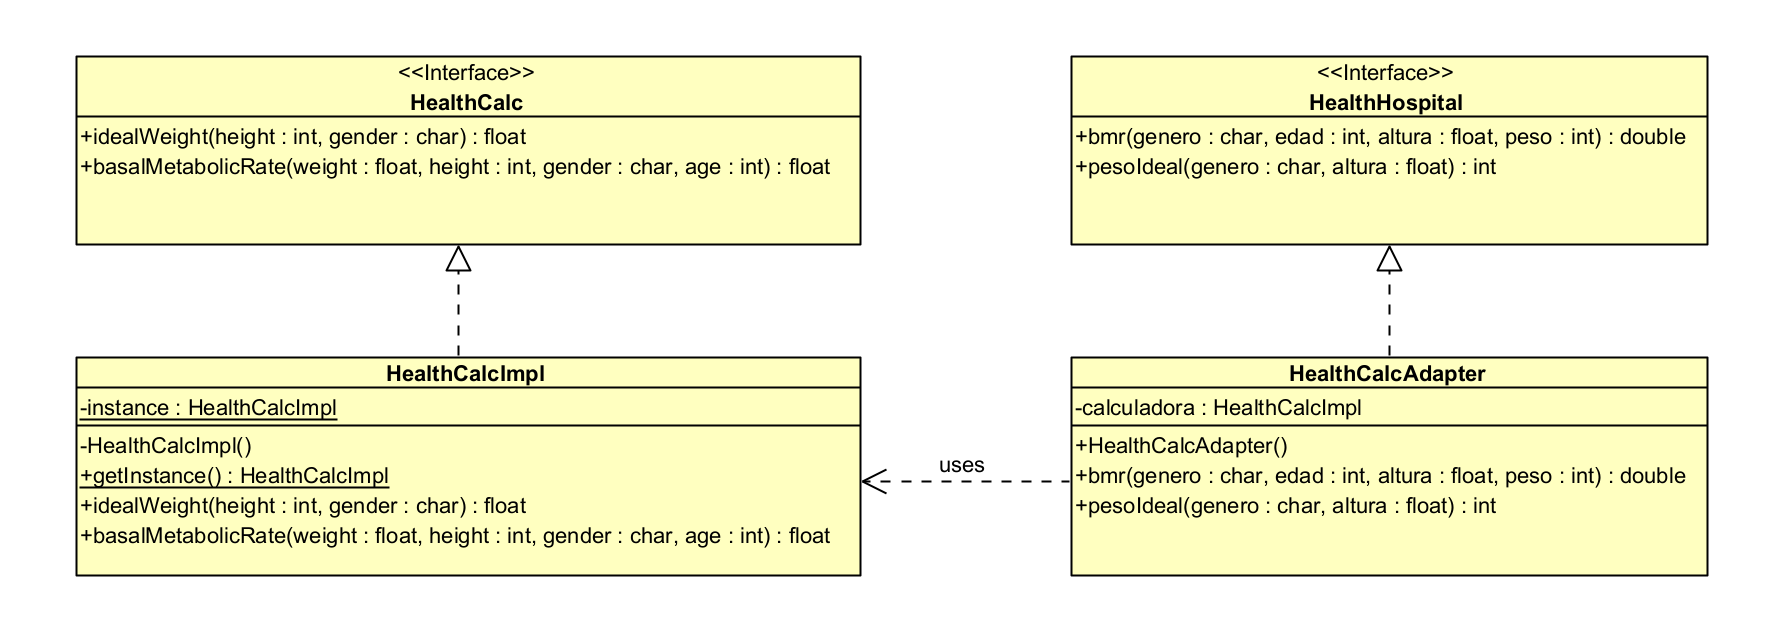 <<Interface>>
HealthCalc
+idealWeight(height : int, gender : char) : float
+basalMetabolicRate(weight : float, height : int, gender : char, age : int) : float
<<Interface>>
HealthHospital
+bmr(genero : char, edad : int, altura : float, peso : int) : double
+pesoIdeal(genero : char, altura : float) : int
HealthCalcImpl
-instance : HealthCalcImpl
-HealthCalcImpl()
+getInstance() : HealthCalcImpl
+idealWeight(height : int, gender : char) : float
+basalMetabolicRate(weight : float, height : int, gender : char, age : int) : float
uses
HealthCalcAdapter
-calculadora : HealthCalcImpl
+HealthCalcAdapter()
+bmr(genero : char, edad : int, altura : float, peso : int) : double
+pesoIdeal(genero : char, altura : float) : int